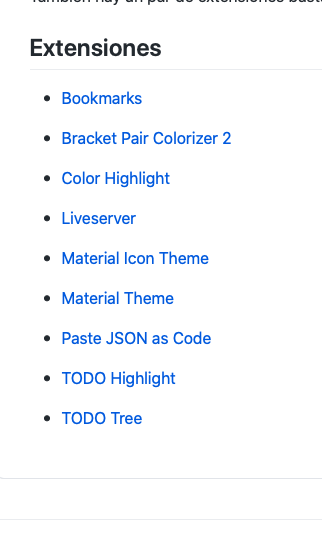 También hay un par de extensiones
Extensiones
Bookmarks
Bracket Pair Colorizer 2
Color Highlight
Liveserver
Material Icon Theme
Material Theme
Paste JSON as Code
TODO Highlight
TODO Tree